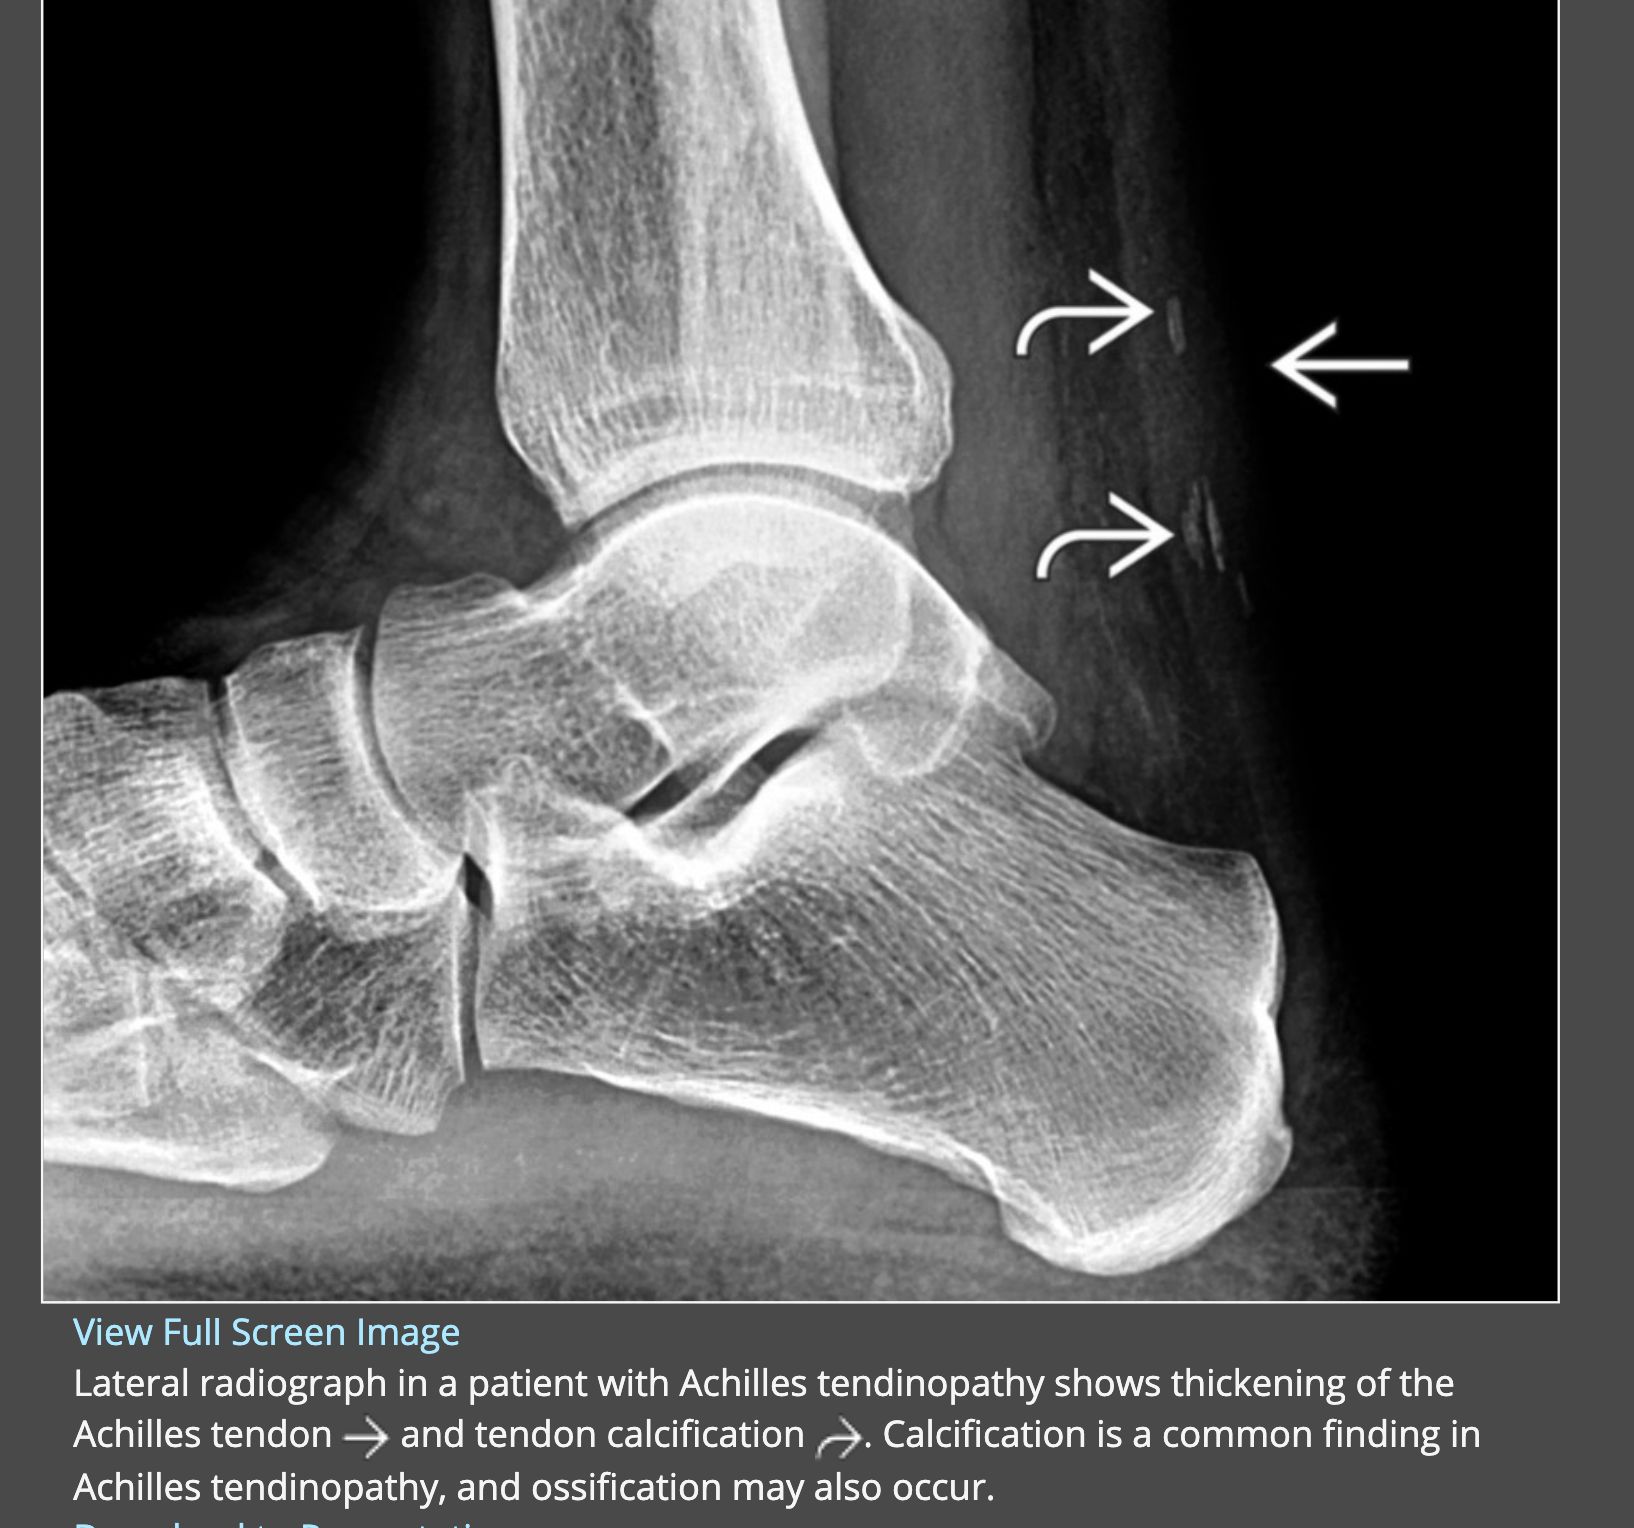 View Full Screen Image
Lateral radiograph in a patient with Achilles tendinopathy shows thickening of the
Achilles tendon → and tendon calcification ↱. Calcification is a common finding in
Achilles tendinopathy, and ossification may also occur.